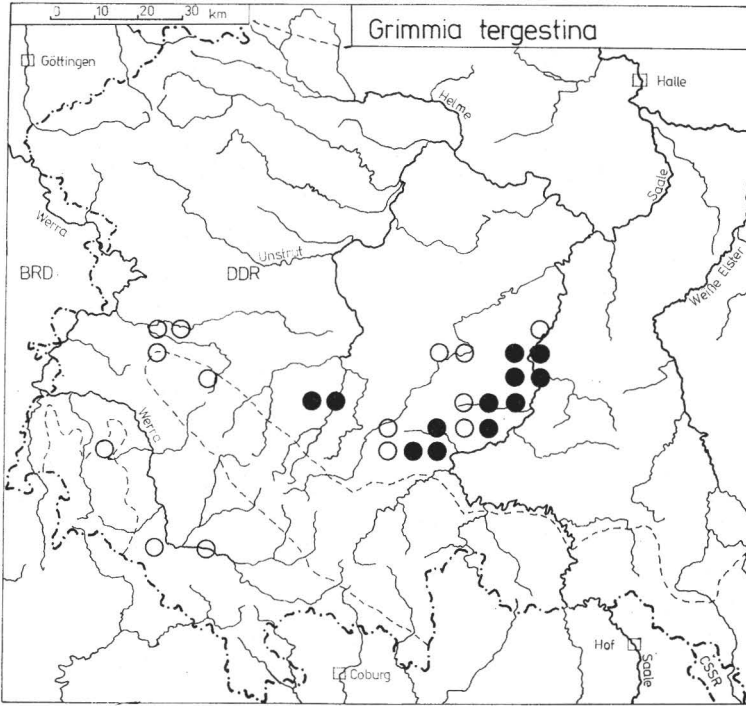 0 10 20 30 km
Grimmia tergestina
Göttingen
Halle
Helme
Saale
Werra
Unstrut
Weiße Elster
BRD
DDR
Werra
Hof
Saale
CSSR
Coburg